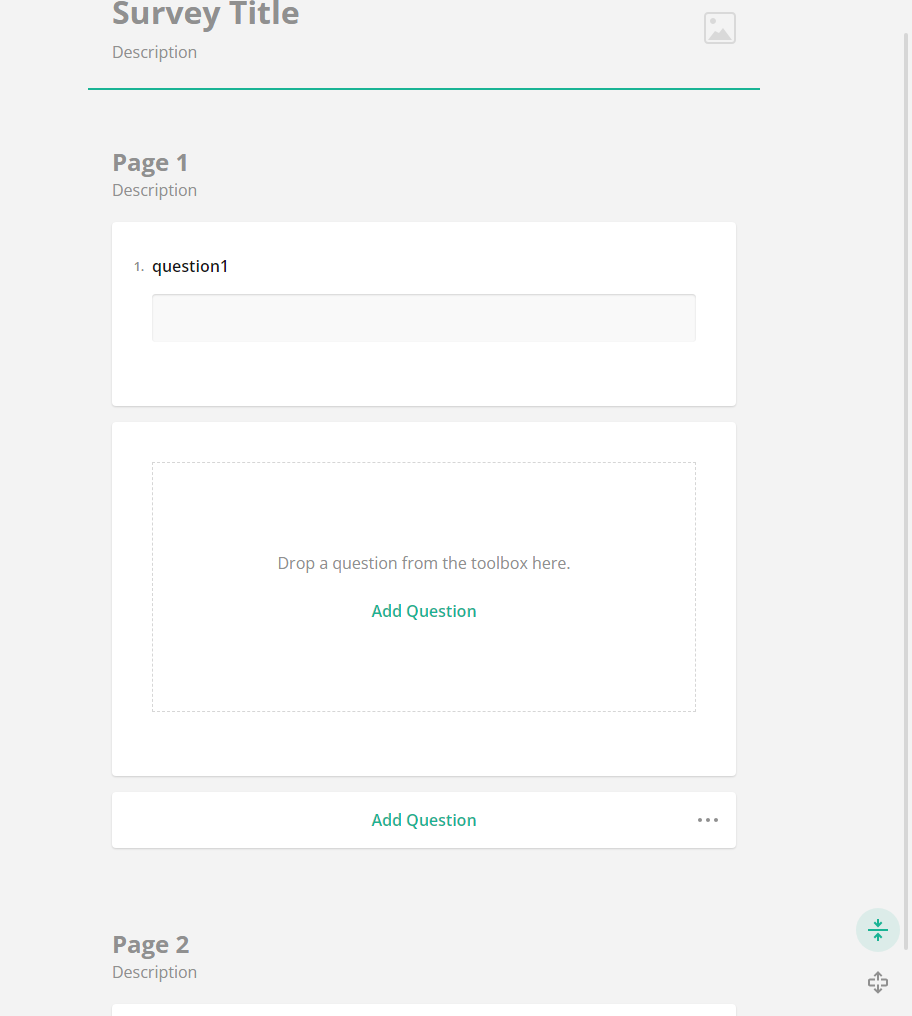 Survey Title
Description
Page 1
Description
1. question1
Drop a question from the toolbox here.
Add Question
Add Question
Page 2
Description